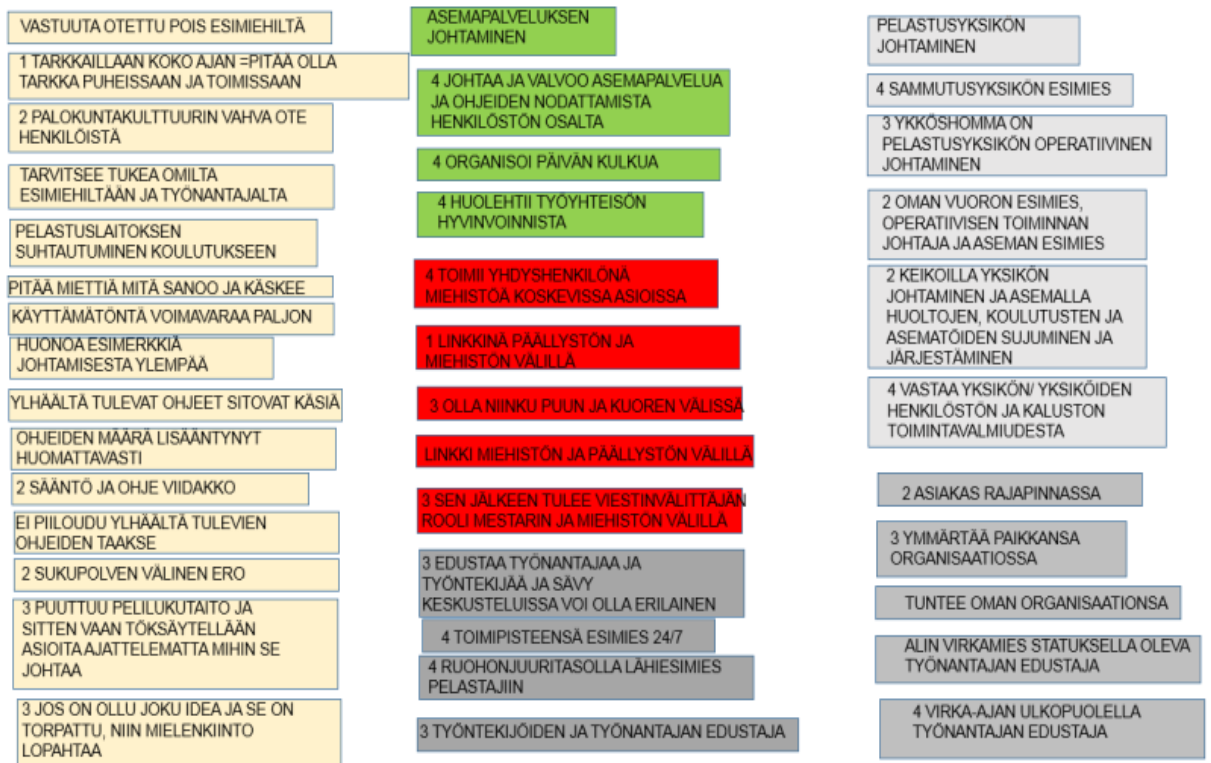 VASTUUTA OTETTU POIS ESIMIEHILTÄ
1 TARKKAILLAAN KOKO AJAN =PITÄÄ OLLA
TARKKA PUHEISSAAN JA TOIMISSAAN
2 PALOKUNTAKULTTUURIN VAHVA OTE
HENKILÖISTÄ
TARVITSEE TUKEA OMILTA
ESIMIEHILTÄÄN JA TYÖNANTAJALTA
PELASTUSLAITOKSEN
SUHTAUTUMINEN KOULUTUKSEEN
PITÄÄ MIETTIÄ MITÄ SANOO JA KÄSKEE
KÄYTTÄMÄTÖNTÄ VOIMAVARAA PALJON
HUONOA ESIMERKKIÄ
JOHTAMISESTA YLEMPÄÄ
YLHÄÄLTÄ TULEVAT OHJEET SITOVAT KÄSIÄ
OHJEIDEN MÄÄRÄ LISÄÄNTYNYT
HUOMATTAVASTI
2 SÄÄNTÖ JA OHJE VIIDAKKO
EI PIILOUDU YLHÄÄLTÄ TULEVIEN
OHJEIDEN TAAKSE
2 SUKUPOLVEN VÄLINEN ERO
3 PUUTTUU PELILUKUTAITO JA
SITTEN VAAN TÖKSÄYTELLÄÄN
ASIOITA AJATTELEMATTA MIHIN SE
JOHTAA
3 JOS ON OLLU JOKU IDEA JA SE ON
TORPATTU, NIIN MIELENKIINTO
LOPAHTAA
ASEMAPALVELUKSEN
JOHTAMINEN
4 JOHTAA JA VALVOO ASEMAPALVELUA
JA OHJEIDEN NODATTAMISTA
HENKILÖSTÖN OSALTA
4 ORGANISOI PÄIVÄN KULKUA
4 HUOLEHTII TYÖYHTEISÖN
HYVINVOINNISTA
4 TOIMII YHDYSHENKILÖNÄ
MIEHISTÖÄ KOSKEVISSA ASIOISSA
1 LINKKINÄ PÄÄLLYSTÖN JA
MIEHISTÖN VÄLILLÄ
3 OLLA NIINKU PUUN JA KUOREN VÄLISSÄ
LINKKI MIEHISTÖN JA PÄÄLLYSTÖN VÄLILLÄ
3 SEN JÄLKEEN TULEE VIESTINVÄLITTÄJÄN
ROOLI MESTARIN JA MIEHISTÖN VÄLILLÄ
3 EDUSTAA TYÖNANTAJAA JA
TYÖNTEKIJÄÄ JA SÄVY
KESKUSTELUISSA VOI OLLA ERILAINEN
4 TOIMIPISTEENSÄ ESIMIES 24/7
4 RUOHONJUURITASOLLA LÄHIESIMIES
PELASTAJIIN
3 TYÖNTEKIJÖIDEN JA TYÖNANTAJAN EDUSTAJA
PELASTUSYKSIKÖN
JOHTAMINEN
4 SAMMUTUSYKSIKÖN ESIMIES
3 YKKÖSHOMMA ON
PELASTUSYKSIKÖN OPERATIIVINEN
JOHTAMINEN
2 OMAN VUORON ESIMIES,
OPERATIIVISEN TOIMINNAN
JOHTAJA JA ASEMAN ESIMIES
2 KEIKOILLA YKSIKÖN
JOHTAMINEN JA ASEMALLA
HUOLTOJEN, KOULUTUSTEN JA
ASEMATÖIDEN SUJUMINEN JA
JÄRJESTÄMINEN
4 VASTAA YKSIKÖN/ YKSIKÖIDEN
HENKILÖSTÖN JA KALUSTON
TOIMINTAVALMIUDESTA
2 ASIAKAS RAJAPINNASSA
3 YMMÄRTÄÄ PAIKKANSA
ORGANISAATIOSSA
TUNTEE OMAN ORGANISAATIONSA
ALIN VIRKAMIES STATUKSELLA OLEVA
TYÖNANTAJAN EDUSTAJA
4 VIRKA-AJAN ULKOPUOLELLA
TYÖNANTAJAN EDUSTAJA